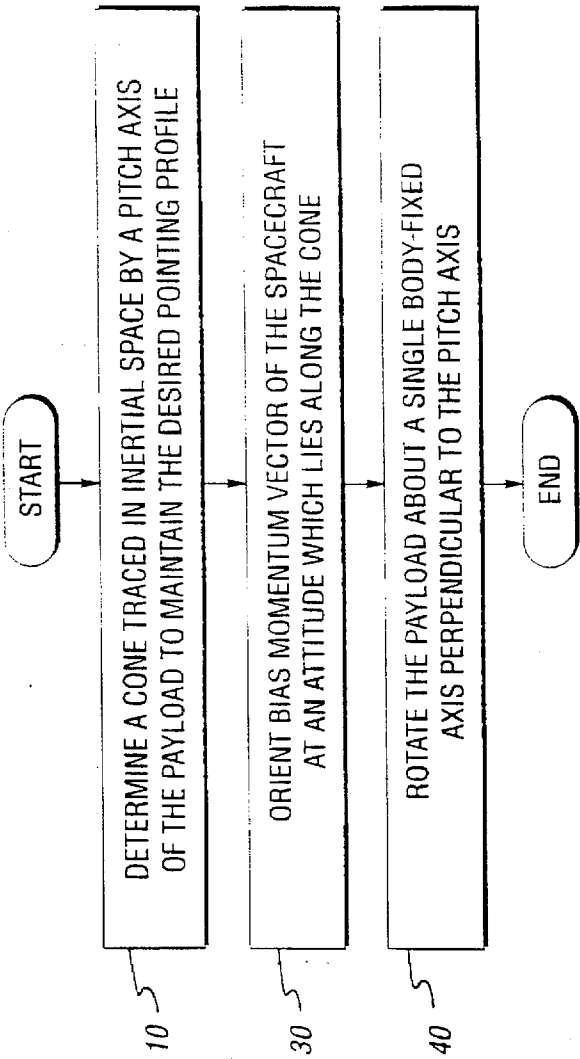 START
DETERMINE A CONE TRACED IN INERTIAL SPACE BY A PITCH AXIS
OF THE PAYLOAD TO MAINTAIN THE DESIRED POINTING PROFILE
10
ORIENT BIAS MOMENTUM VECTOR OF THE SPACECRAFT
AT AN ATTITUDE WHICH LIES ALONG THE CONE
30
ROTATE THE PAYLOAD ABOUT A SINGLE BODY-FIXED
AXIS PERPENDICULAR TO THE PITCH AXIS
40
END